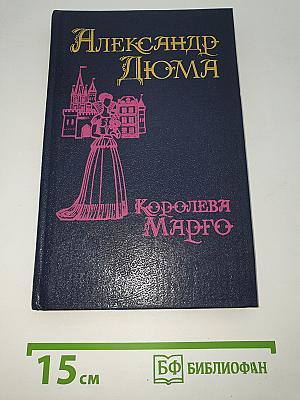 Александр
Дюма
Королева
Марго
15 см
БФ БИБЛИОФАН